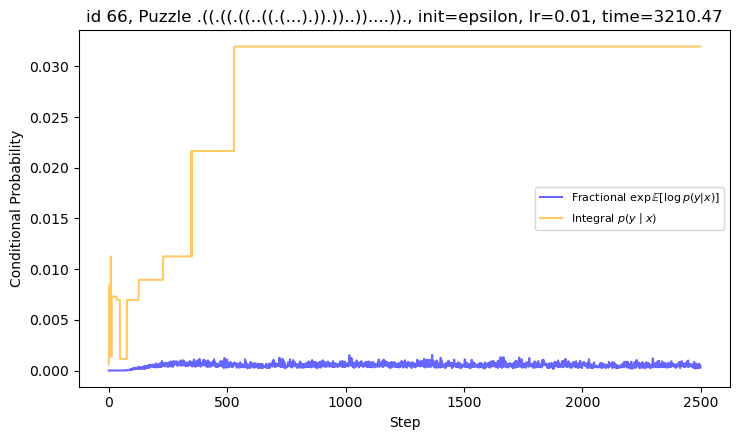 id 66, Puzzle .((.((.((..((.(...).)).))..))....))., init=epsilon, lr=0.01, time=3210.47
Conditional Probability
0.030
0.025
0.020
0.015
0.010
0.005
0.000
Fractional exp𝔼[log p(y|x)]
Integral p(y | x)
0 500 1000 1500 2000 2500
Step